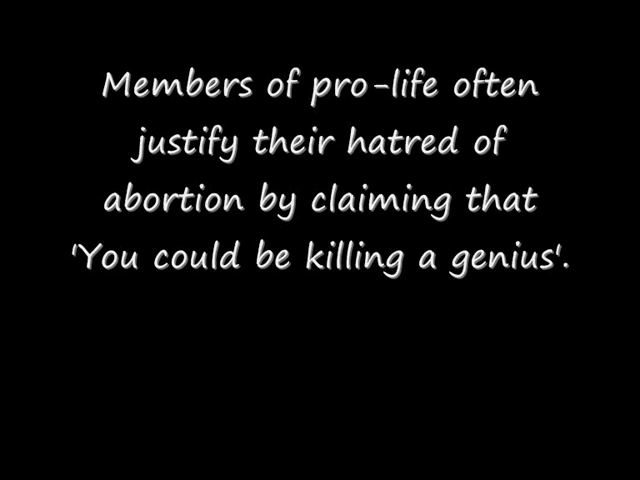 Members of pro-life often
justify their hatred of
abortion by claiming that
'You could be killing a genius'.